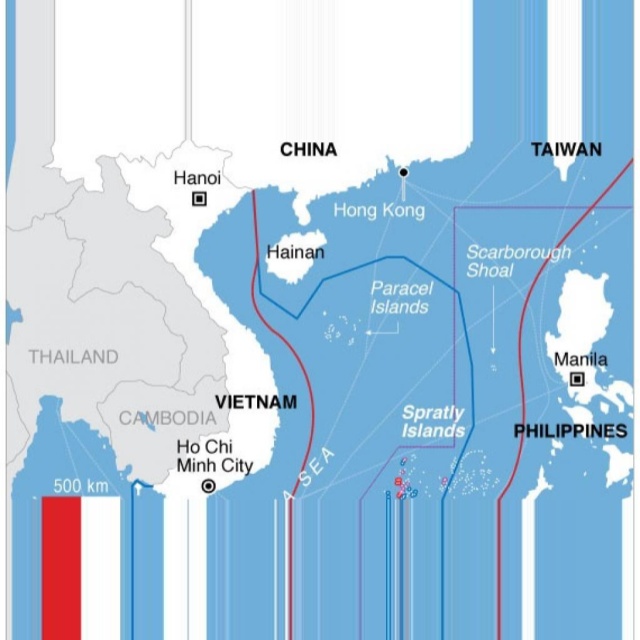 CHINA
TAIWAN
Hanoi
Hong Kong
Hainan
Scarborough
Shoal
Paracel
Islands
THAILAND
Manila
CAMBODIA
VIETNAM
Spratly
Islands
PHILIPPINES
Ho Chi
Minh City
SEA
500 km